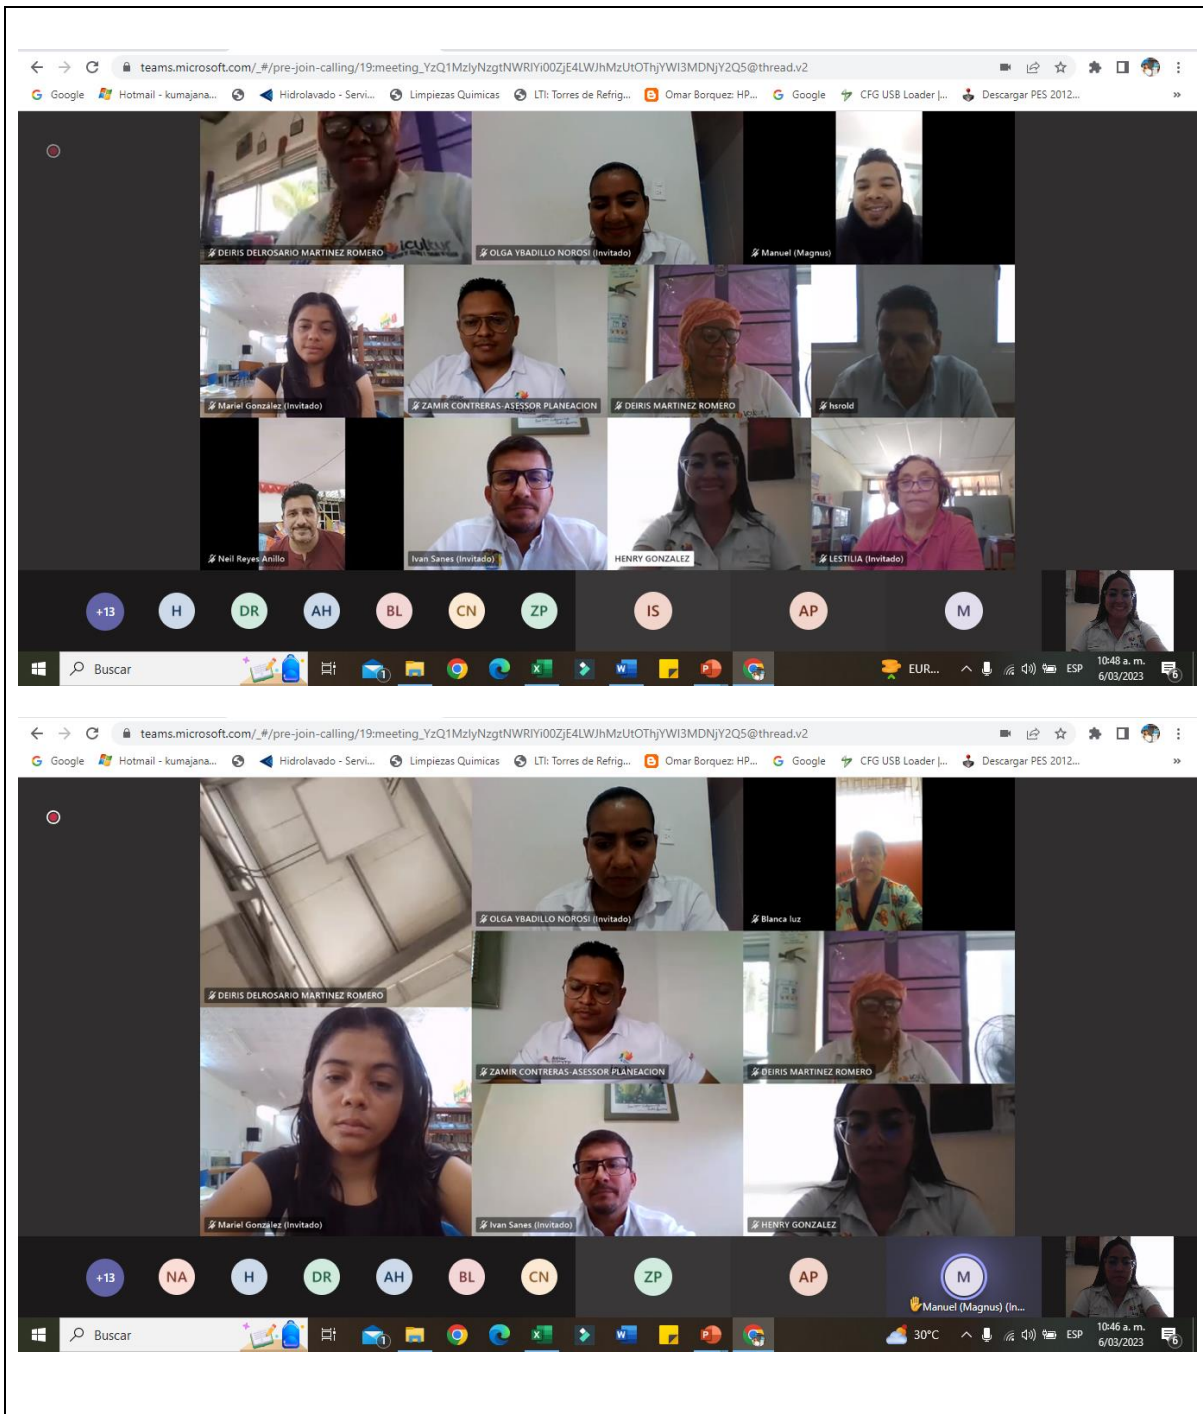 teams.microsoft.com/_#/pre-join-calling/19:meeting_YzQ1MzIyNzgtNWRlYi00ZjE4LWJhMzUtOThjYWI3MDNjY2Q5@thread.v2
Google Hotmail - kumajana... Hidrolavado - Servi... Limpiezas Quimicas LTI: Torres de Refrig... Omar Borquez: HP... Google CFG USB Loader |... Descargar PES 2012... »
icultur
DEIRIS DELROSARIO MARTINEZ ROMERO OLGA YBADILLO NOROSI (Invitado) Manuel (Magnus)
Mariel González (Invitado) ZAMIR CONTRERAS-ASESSOR PLANEACION DEIRIS MARTINEZ ROMERO hsrold
Neil Reyes Anillo Ivan Sanes (Invitado) HENRY GONZALEZ LESTILIA (Invitado)
+13 H DR AH BL CN ZP IS AP M
Buscar EUR... ESP 10:48 a. m.
6/03/2023 6
teams.microsoft.com/_#/pre-join-calling/19:meeting_YzQ1MzIyNzgtNWRlYi00ZjE4LWJhMzUtOThjYWI3MDNjY2Q5@thread.v2
Google Hotmail - kumajana... Hidrolavado - Servi... Limpiezas Quimicas LTI: Torres de Refrig... Omar Borquez: HP... Google CFG USB Loader |... Descargar PES 2012... »
OLGA YBADILLO NOROSI (Invitado) Blanca luz
DEIRIS DELROSARIO MARTINEZ ROMERO
ZAMIR CONTRERAS-ASESSOR PLANEACION DEIRIS MARTINEZ ROMERO
Mariel González (Invitado) Ivan Sanes (Invitado) HENRY GONZALEZ
+13 NA H DR AH BL CN ZP AP M
Manuel (Magnus) (In...
Buscar 30°C ESP 10:46 a. m.
6/03/2023 6